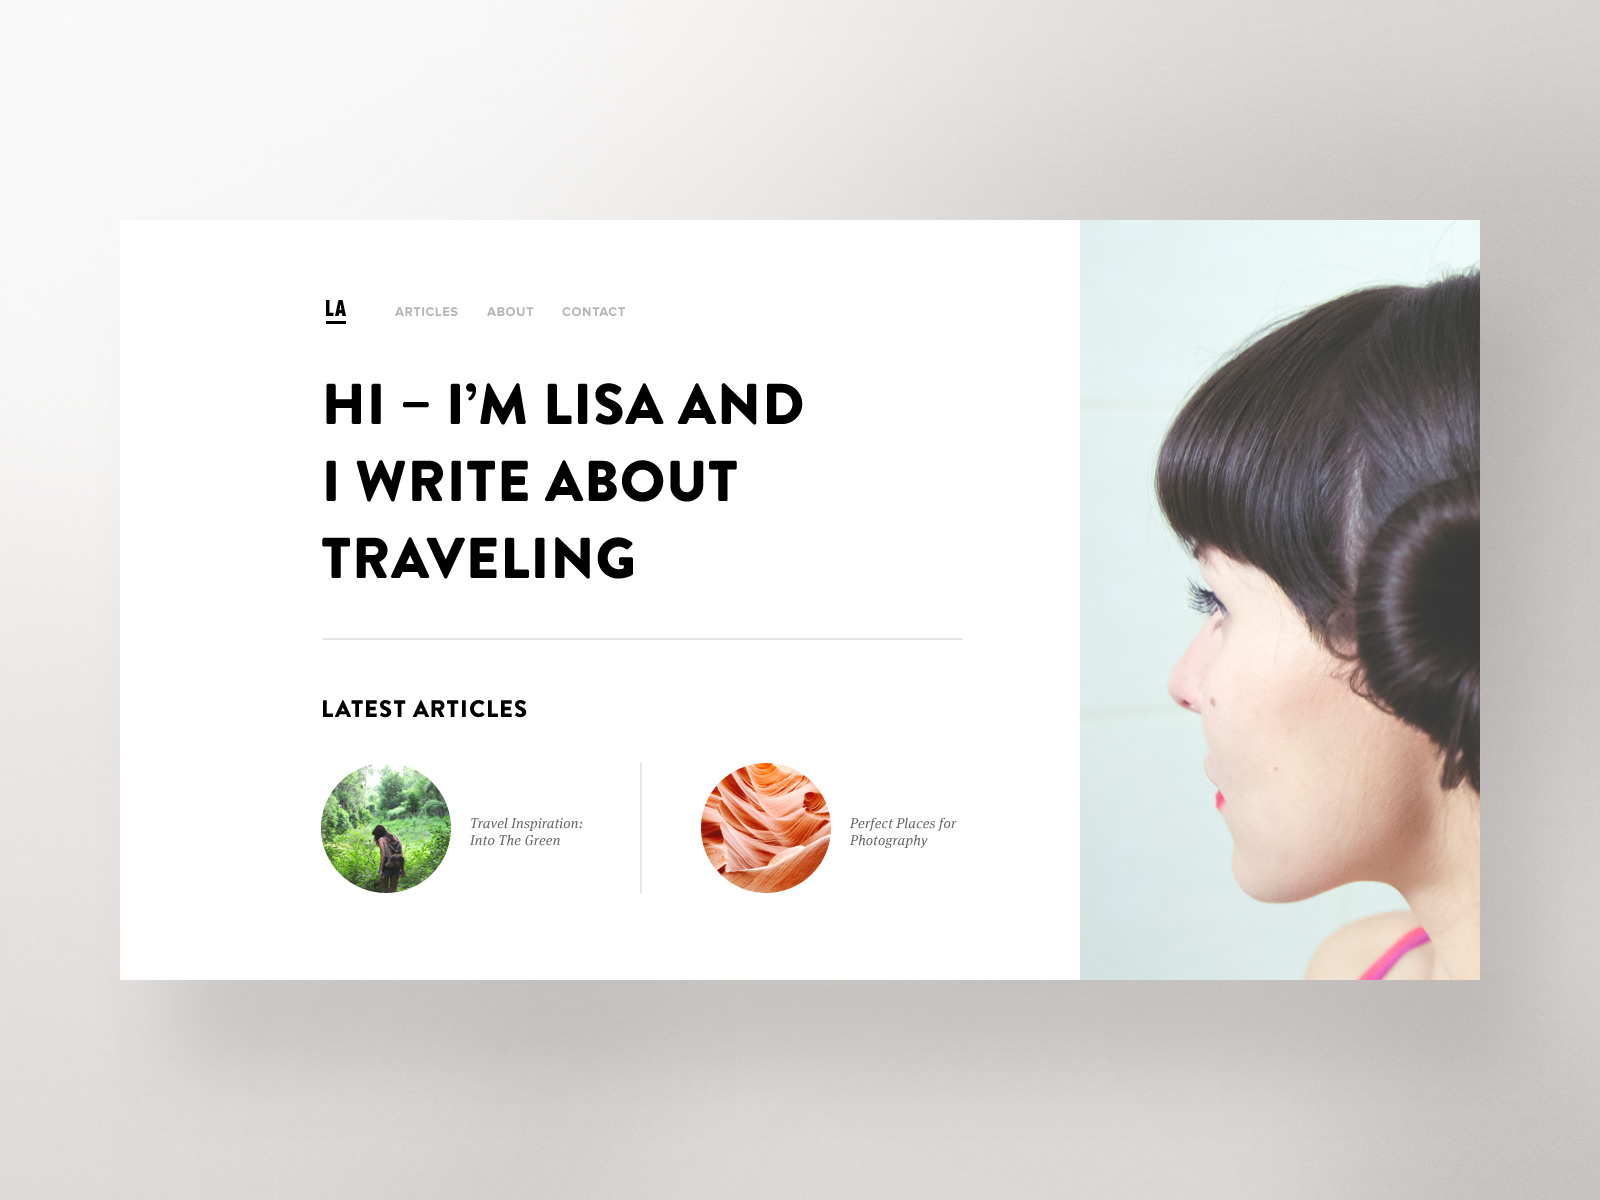 LA
ARTICLES ABOUT CONTACT
HI – I’M LISA AND
I WRITE ABOUT
TRAVELING
LATEST ARTICLES
Travel Inspiration:
Into The Green
Perfect Places for
Photography